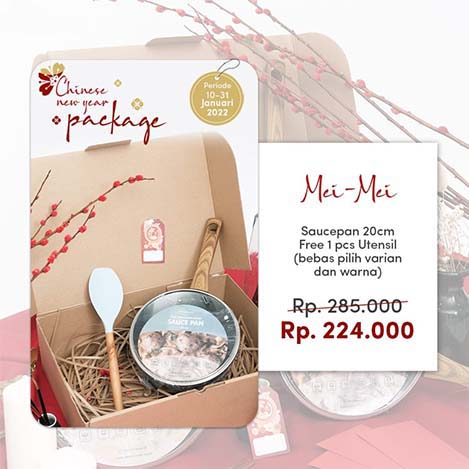 Chinese
new year
package
Periode
10-31
Januari
2022
Mei-Mei
Saucepan 20cm
Free 1 pcs Utensil
(bebas pilih varian
dan warna)
Rp. 285.000
Rp. 224.000
SAUCE PAN